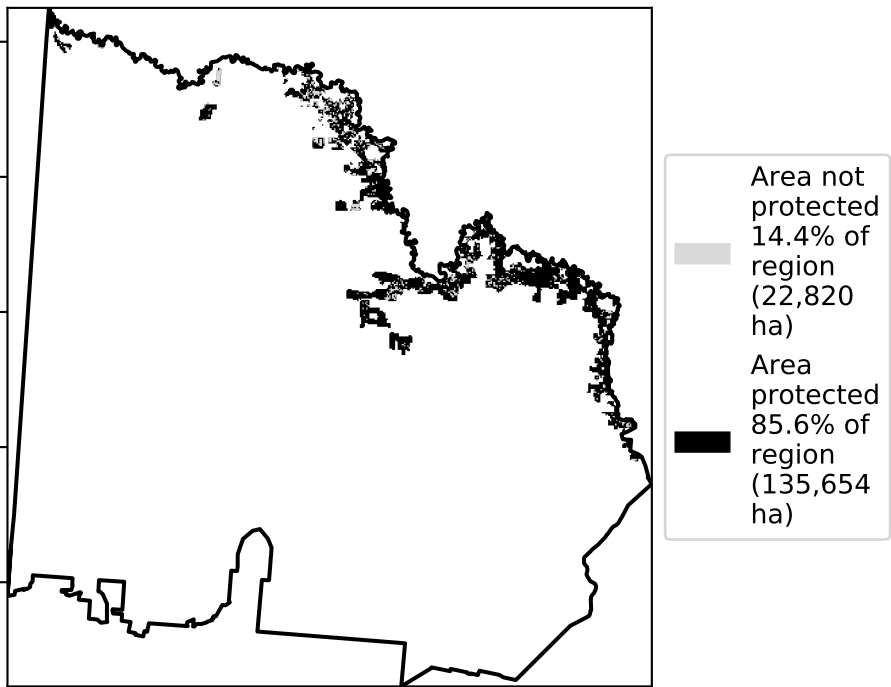 Area not
protected
14.4% of
region
(22,820
ha)
Area
protected
85.6% of
region
(135,654
ha)